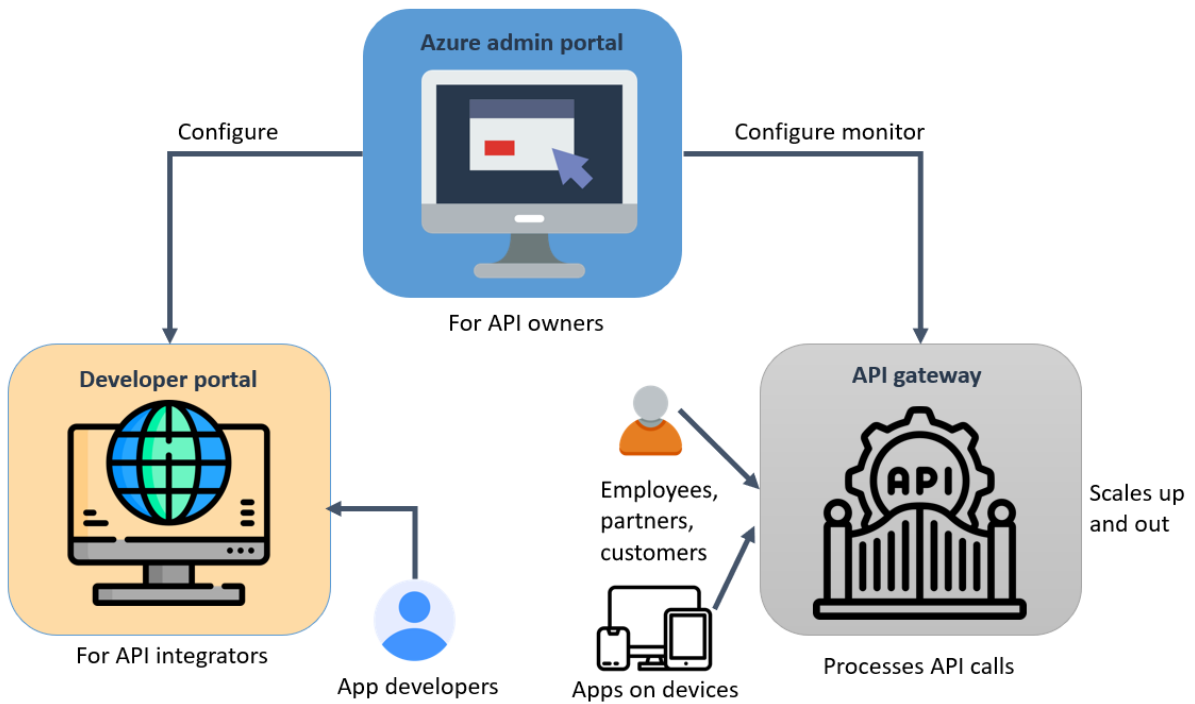 Azure admin portal
Configure
Configure monitor
For API owners
Developer portal
API gateway
API
Employees,
partners,
customers
Scales up
and out
For API integrators
App developers
Apps on devices
Processes API calls